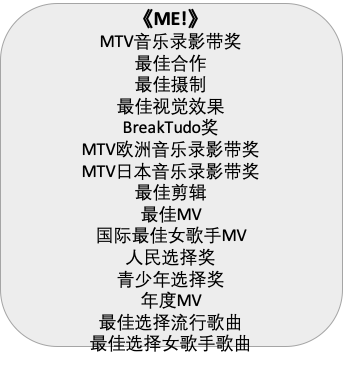 《ME!》
MTV音乐录影带奖
最佳合作
最佳摄制
最佳视觉效果
BreakTudo奖
MTV欧洲音乐录影带奖
MTV日本音乐录影带奖
最佳剪辑
最佳MV
国际最佳女歌手MV
人民选择奖
青少年选择奖
年度MV
最佳选择流行歌曲
最佳选择女歌手歌曲